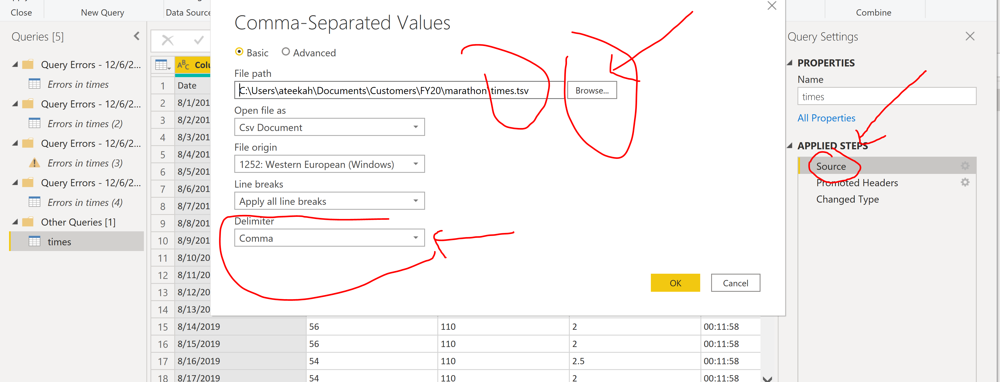 Close
New Query
Data Source
Combine
Queries [5]
Query Errors - 12/6/2...
Errors in times
Query Errors - 12/6/2...
Errors in times (2)
Query Errors - 12/6/2...
Errors in times (3)
Query Errors - 12/6/2...
Errors in times (4)
Other Queries [1]
times
ABC Colu
1 Date
2 8/1/201
3 8/2/201
4 8/3/201
5 8/4/201
6 8/5/201
7 8/6/201
8 8/7/201
9 8/8/201
10 8/9/201
11 8/10/20
12 8/11/20
13 8/12/20
14 8/13/20
15 8/14/2019 56 110 2 00:11:58
16 8/15/2019 56 110 2 00:11:58
17 8/16/2019 54 110 2.5 00:11:58
18 8/17/2019 54 110 2 00:11:58
Comma-Separated Values
Basic Advanced
File path
C:\Users\ateekah\Documents\Customers\FY20\marathon\times.tsv
Browse...
Open file as
Csv Document
File origin
1252: Western European (Windows)
Line breaks
Apply all line breaks
Delimiter
Comma
OK Cancel
Query Settings
PROPERTIES
Name
times
All Properties
APPLIED STEPS
Source
Promoted Headers
Changed Type